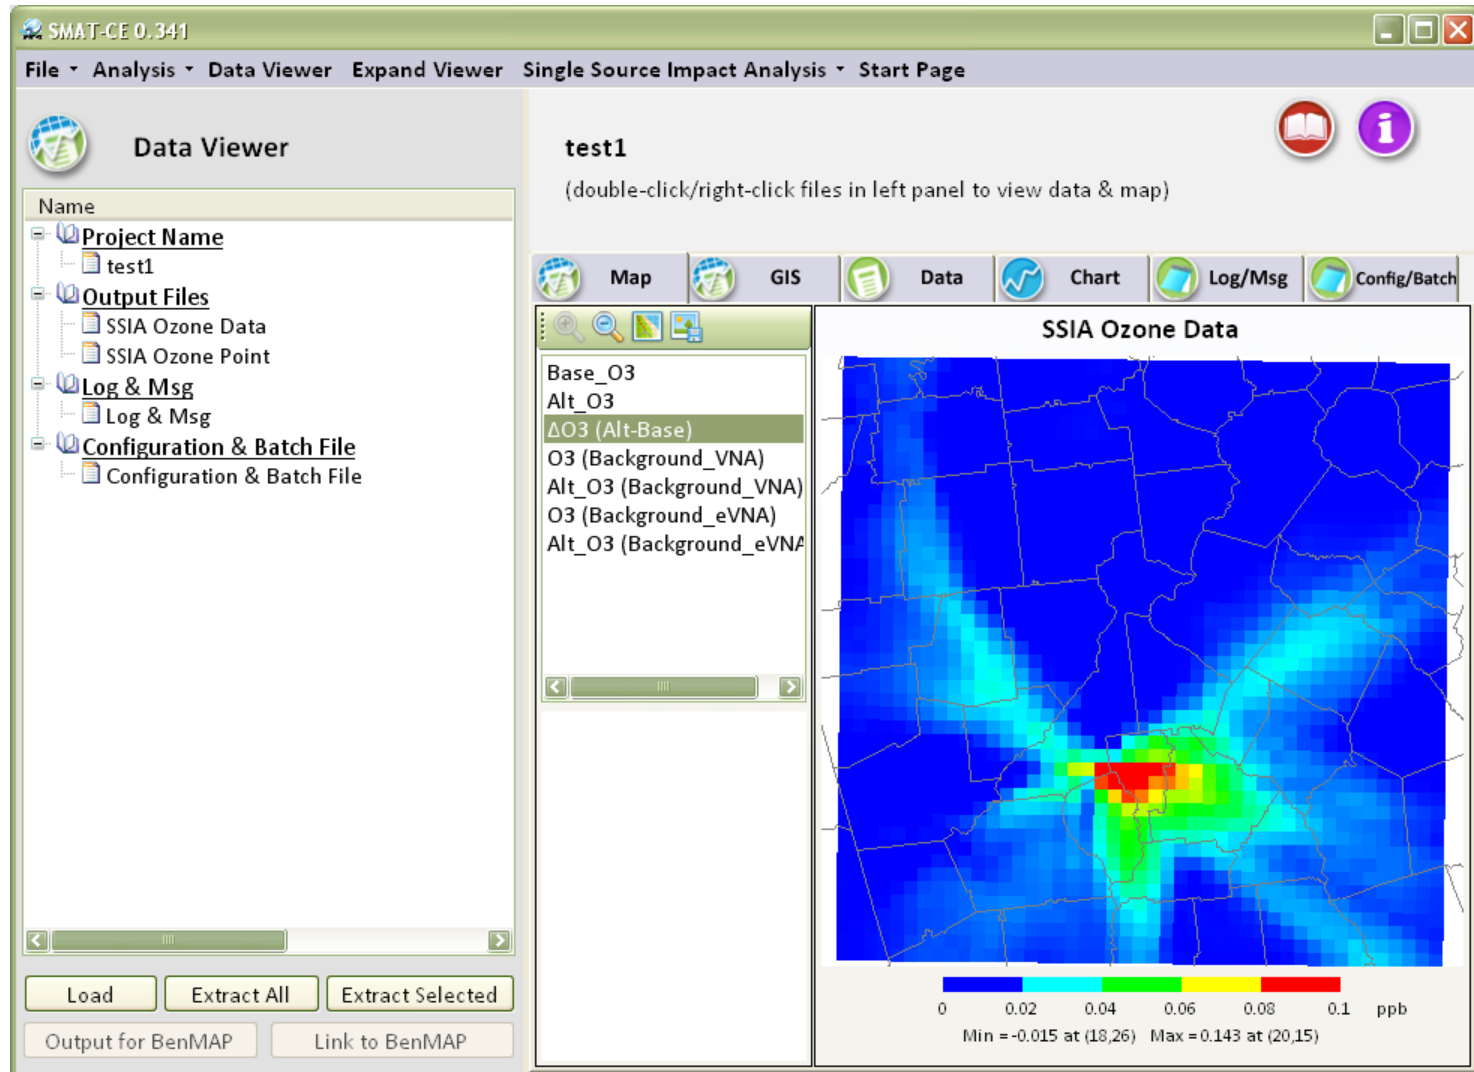 SMAT-CE 0.341
File Analysis Data Viewer Expand Viewer Single Source Impact Analysis Start Page
Data Viewer
Name
Project Name
test1
Output Files
SSIA Ozone Data
SSIA Ozone Point
Log & Msg
Log & Msg
Configuration & Batch File
Configuration & Batch File
Load Extract All Extract Selected
Output for BenMAP Link to BenMAP
test1
(double-click/right-click files in left panel to view data & map)
Map GIS Data Chart Log/Msg Config/Batch
Base_O3
Alt_O3
ΔO3 (Alt-Base)
O3 (Background_VNA)
Alt_O3 (Background_VNA)
O3 (Background_eVNA)
Alt_O3 (Background_eVNA
SSIA Ozone Data
0 0.02 0.04 0.06 0.08 0.1 ppb
Min = -0.015 at (18,26) Max = 0.143 at (20,15)